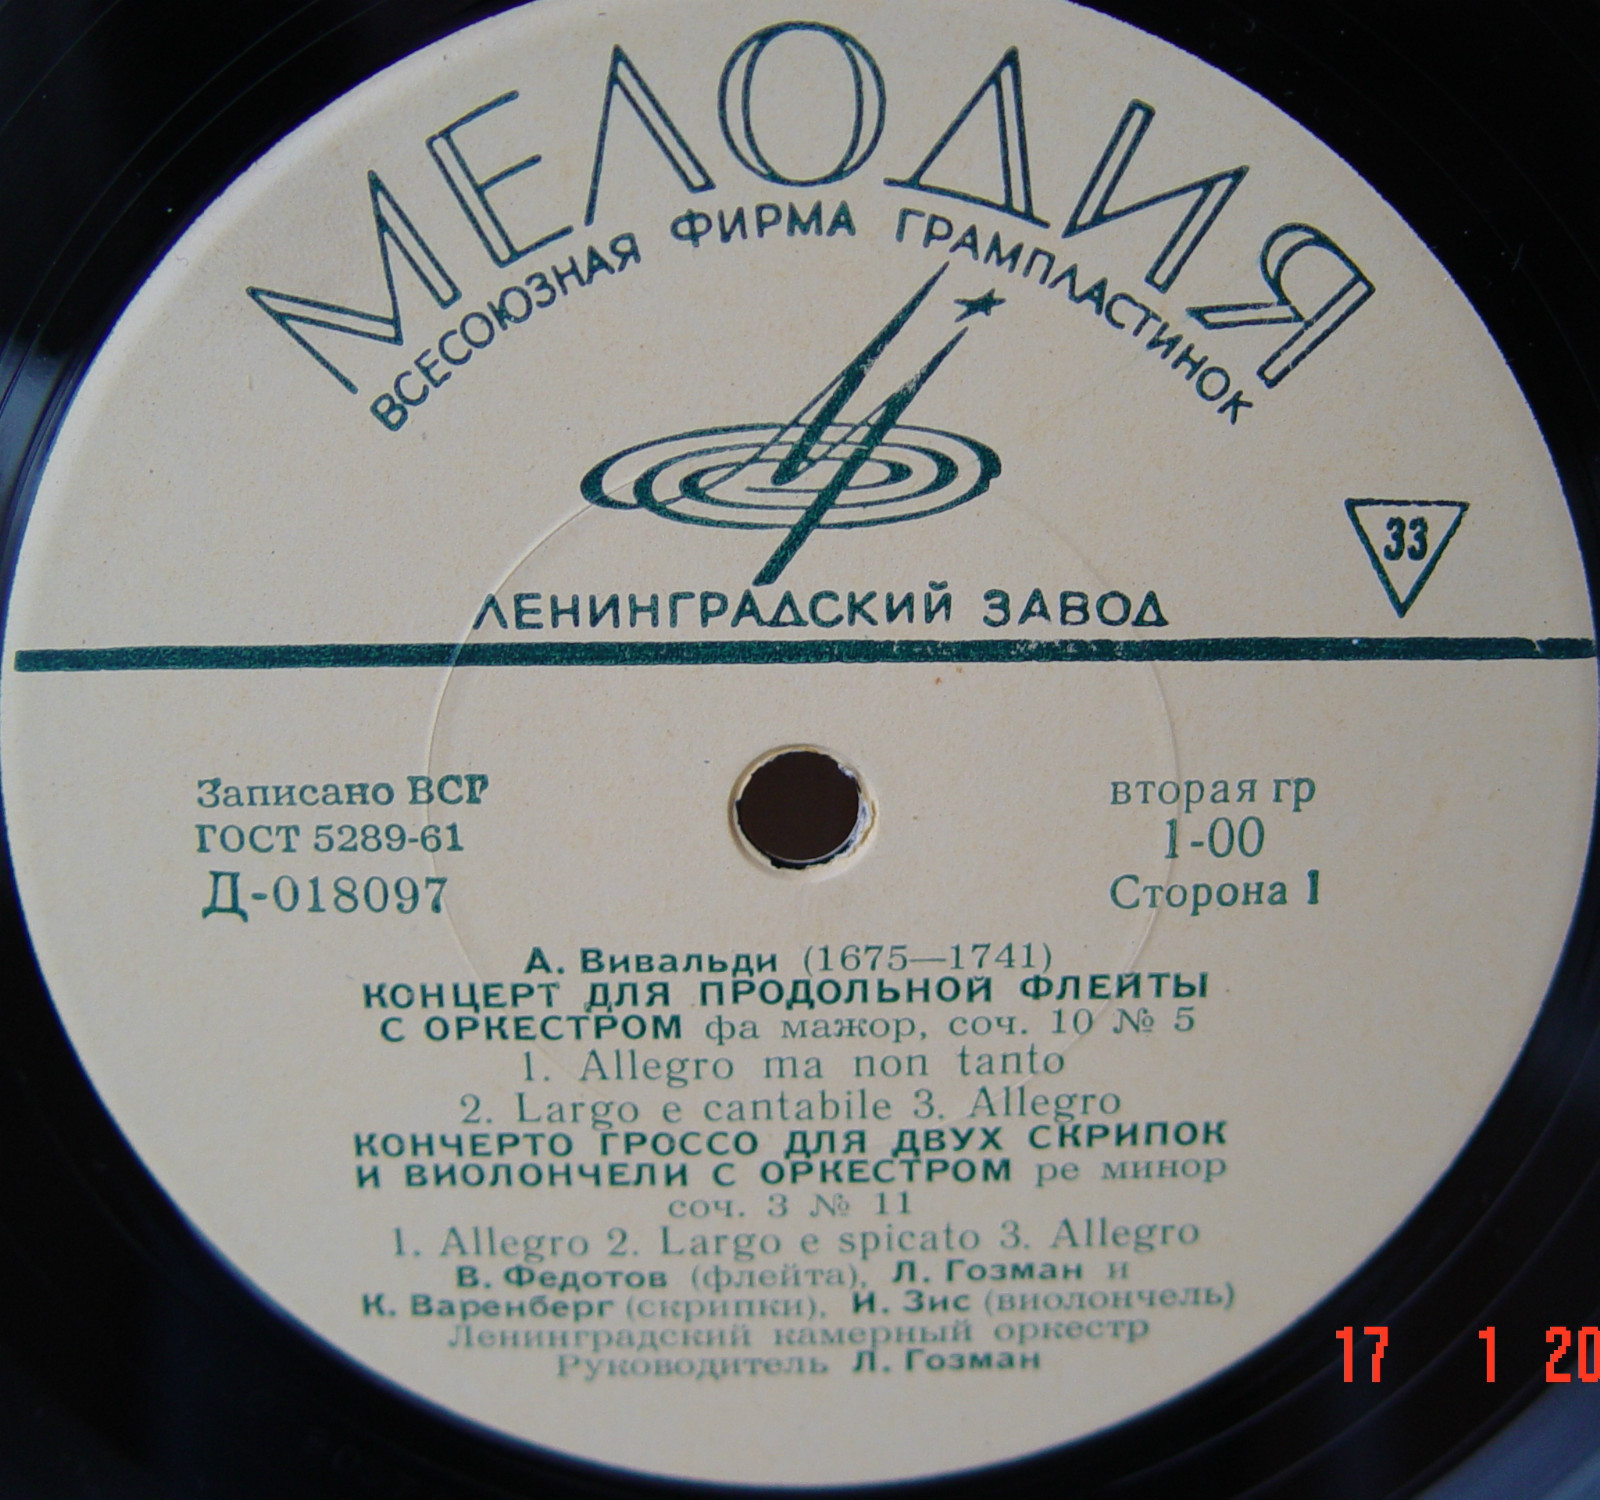 МЕЛОДИЯ
ВСЕСОЮЗНАЯ ФИРМА ГРАМПЛАСТИНОК
33
ЛЕНИНГРАДСКИЙ ЗАВОД
Записано ВСГ
ГОСТ 5289-61
Д-018097
вторая гр
1-00
Сторона 1
А. Вивальди (1675—1741)
КОНЦЕРТ ДЛЯ ПРОДОЛЬНОЙ ФЛЕЙТЫ
С ОРКЕСТРОМ фа мажор, соч. 10 № 5
1. Allegro ma non tanto
2. Largo e cantabile 3. Allegro
КОНЧЕРТО ГРОССО ДЛЯ ДВУХ СКРИПОК
И ВИОЛОНЧЕЛИ С ОРКЕСТРОМ ре минор
соч. 3 № 11
1. Allegro 2. Largo e spicato 3. Allegro
В. Федотов (флейта), Л. Гозман и
К. Варенберг (скрипки), И. Зис (виолончель)
Ленинградский камерный оркестр
Руководитель Л. Гозман
17 1 20